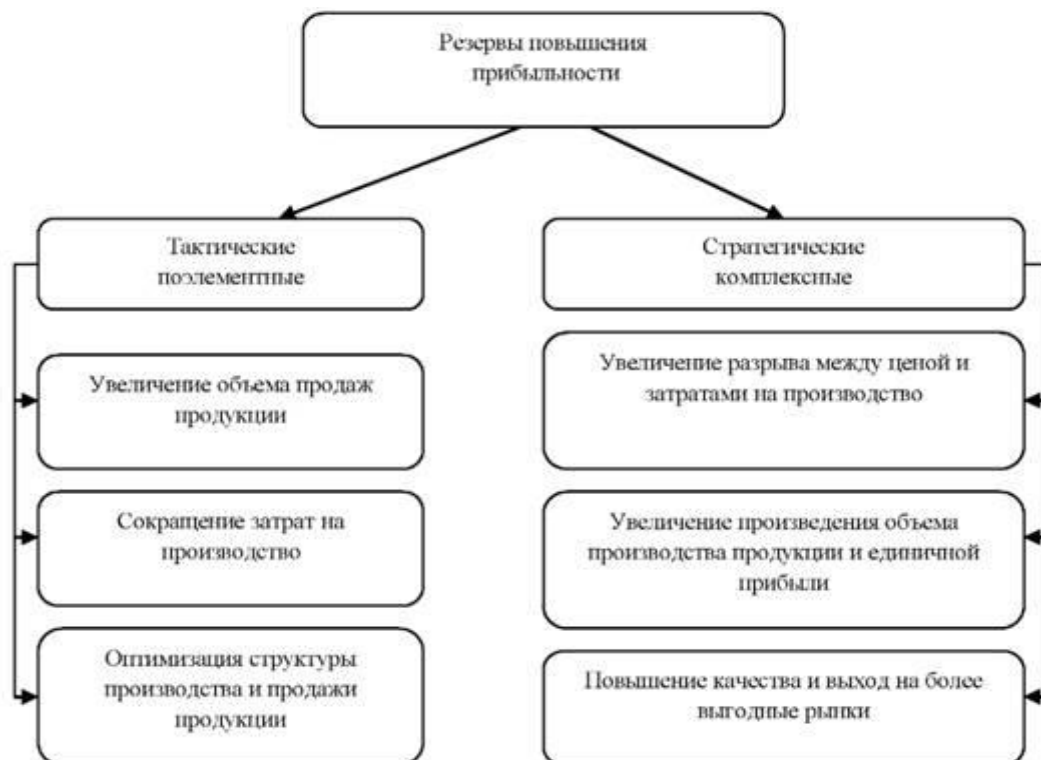 Резервы повышения
прибыльности
Тактические
поэлементные
Стратегические
комплексные
Увеличение объема продаж
продукции
Увеличение разрыва между ценой и
затратами на производство
Сокращение затрат на
производство
Увеличение произведения объема
производства продукции и единичной
прибыли
Оптимизация структуры
производства и продажи
продукции
Повышение качества и выход на более
выгодные рынки